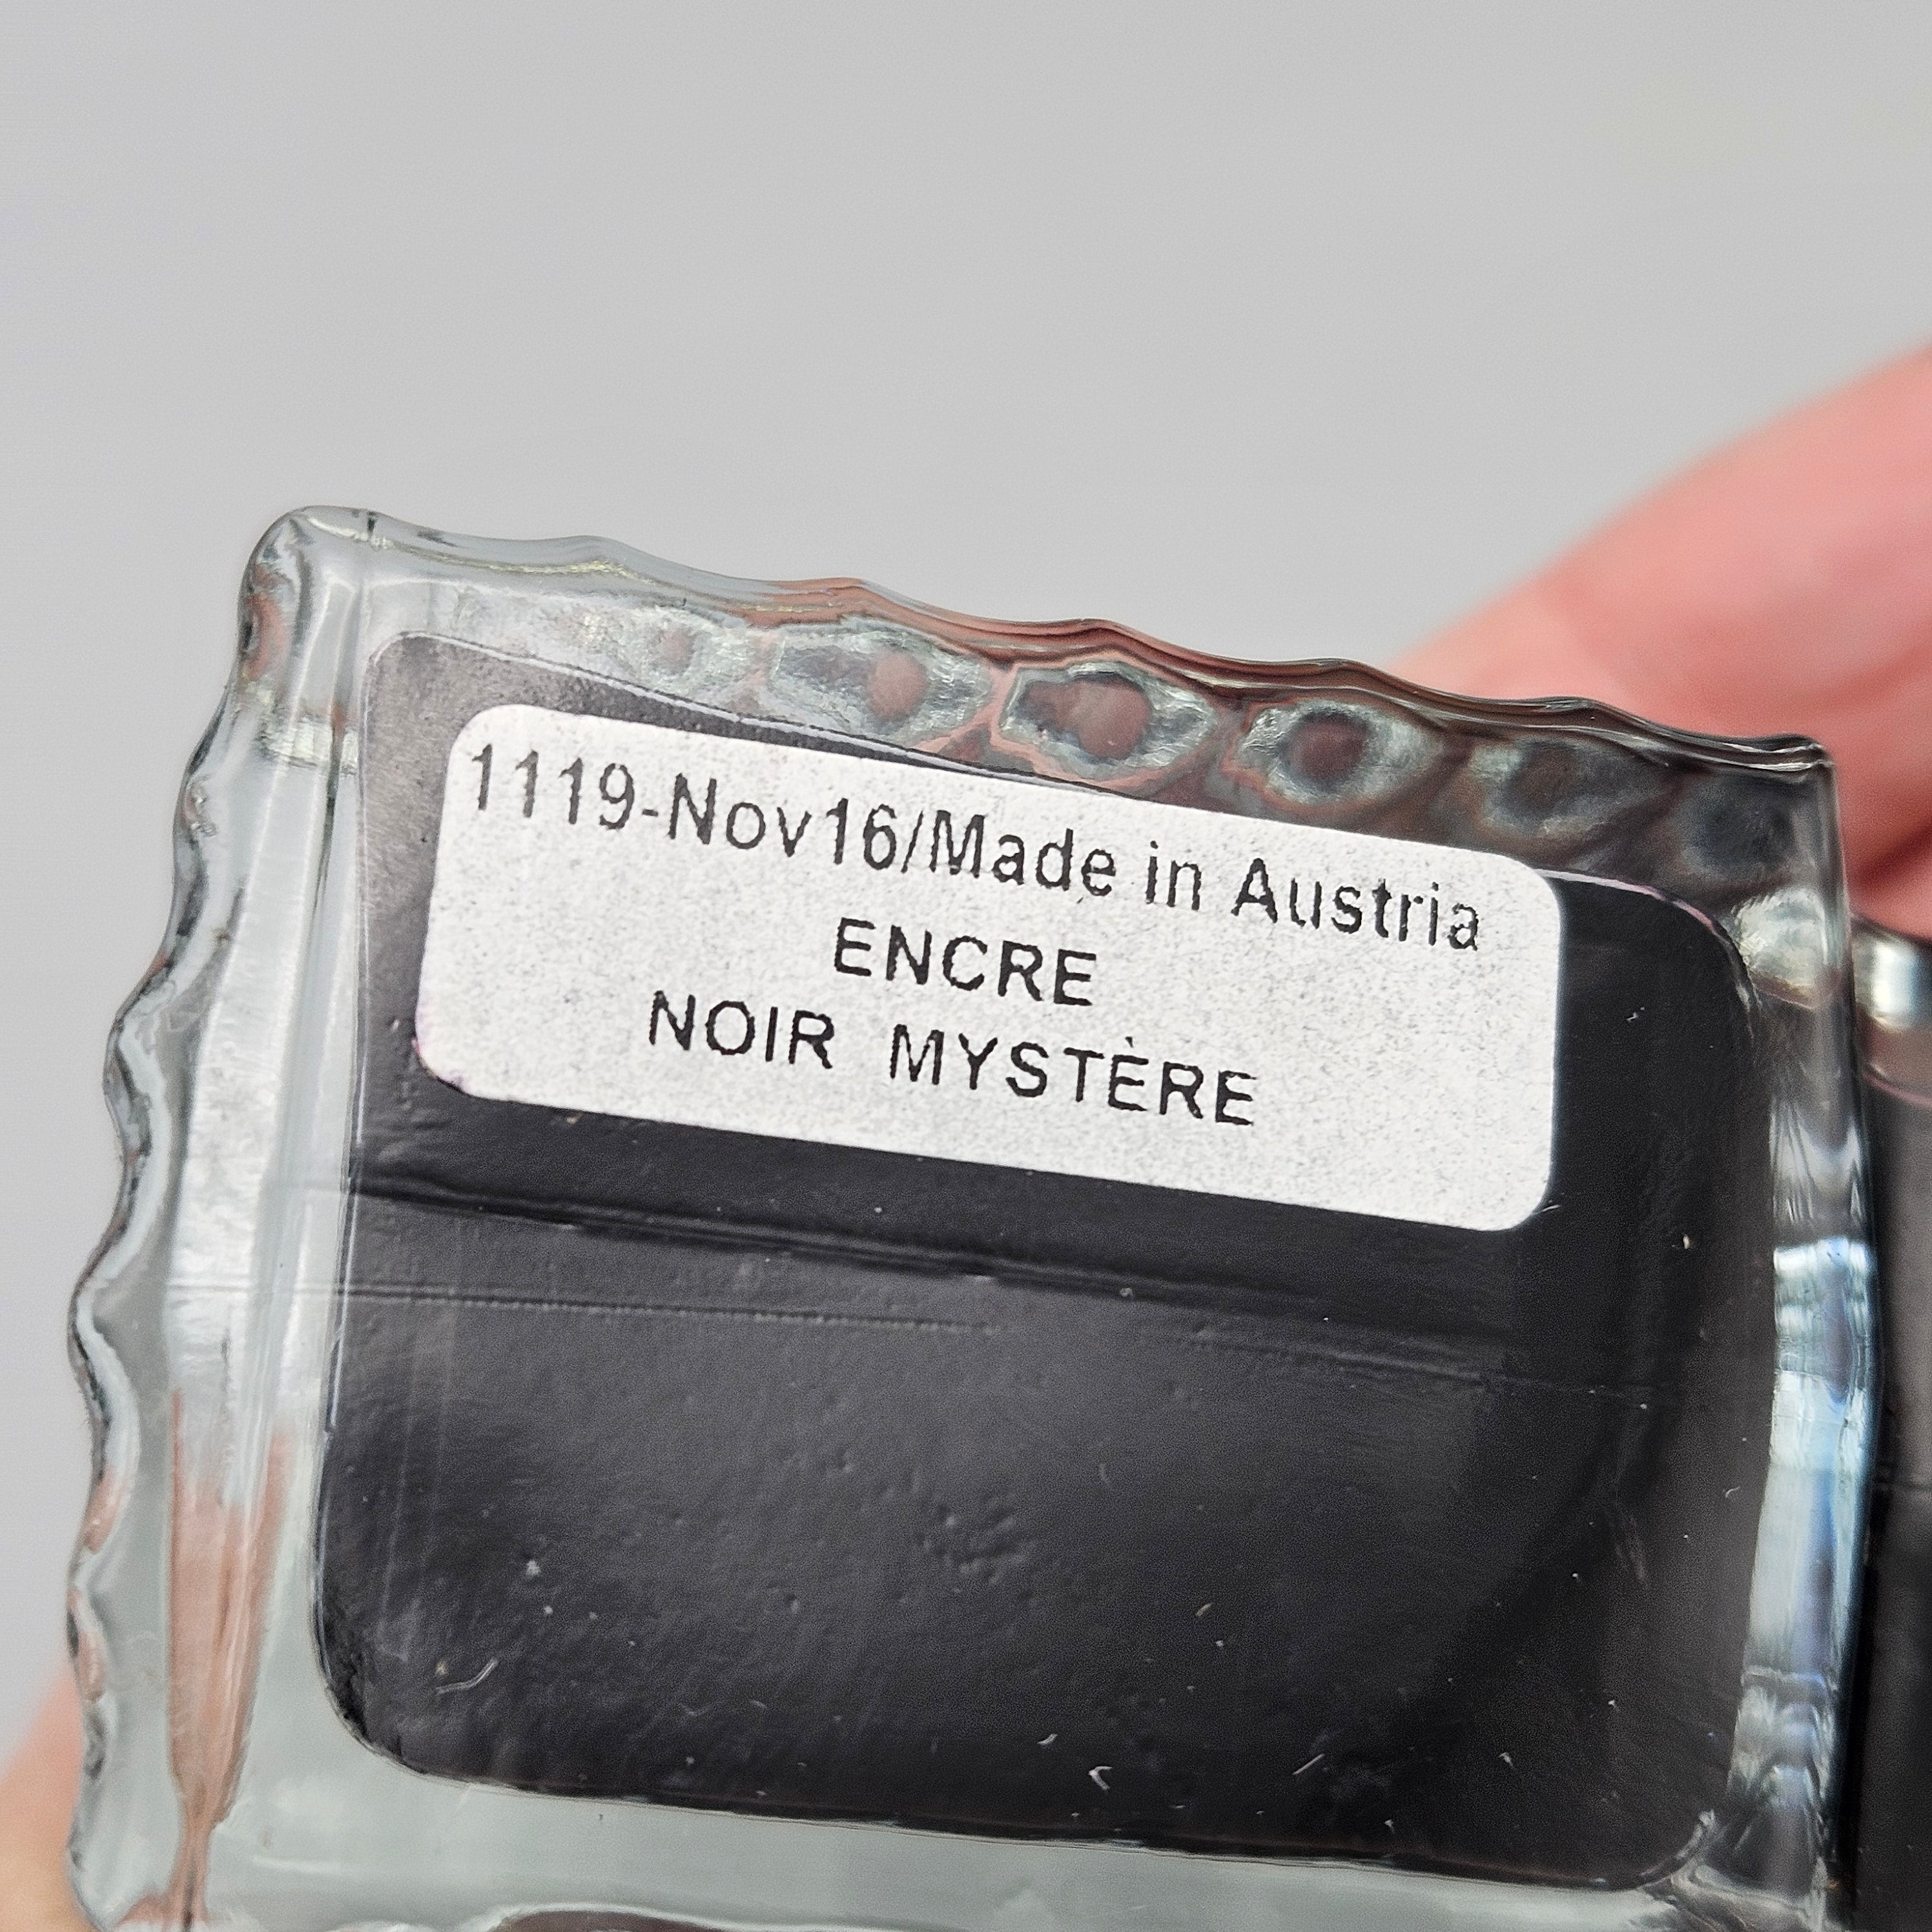 1119-Nov16/Made in Austria
ENCRE
NOIR MYSTÈRE